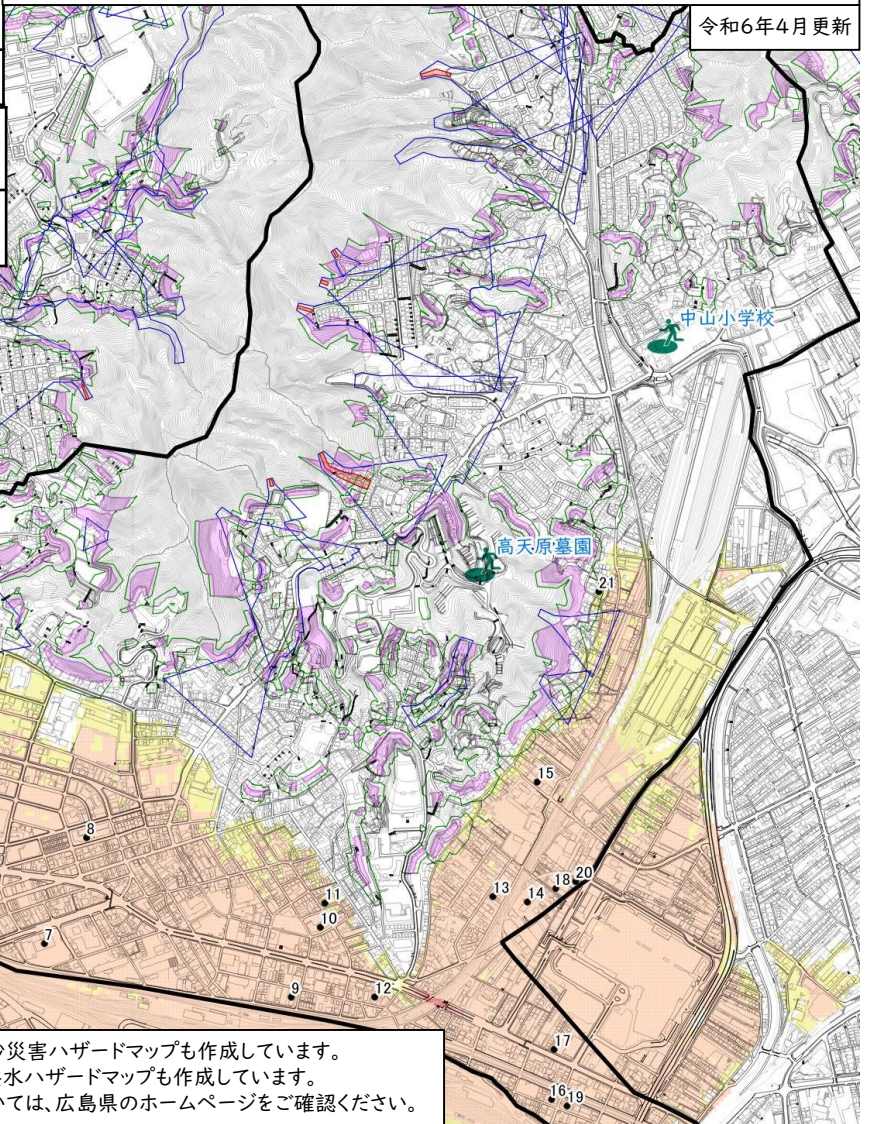 令和6年4月更新
中山小学校
高天原墓園
21
15
8
13
14
18
20
11
10
7
9
12
17
16
19
災害ハザードマップも作成しています。
水ハザードマップも作成しています。
いては、広島県のホームページをご確認ください。